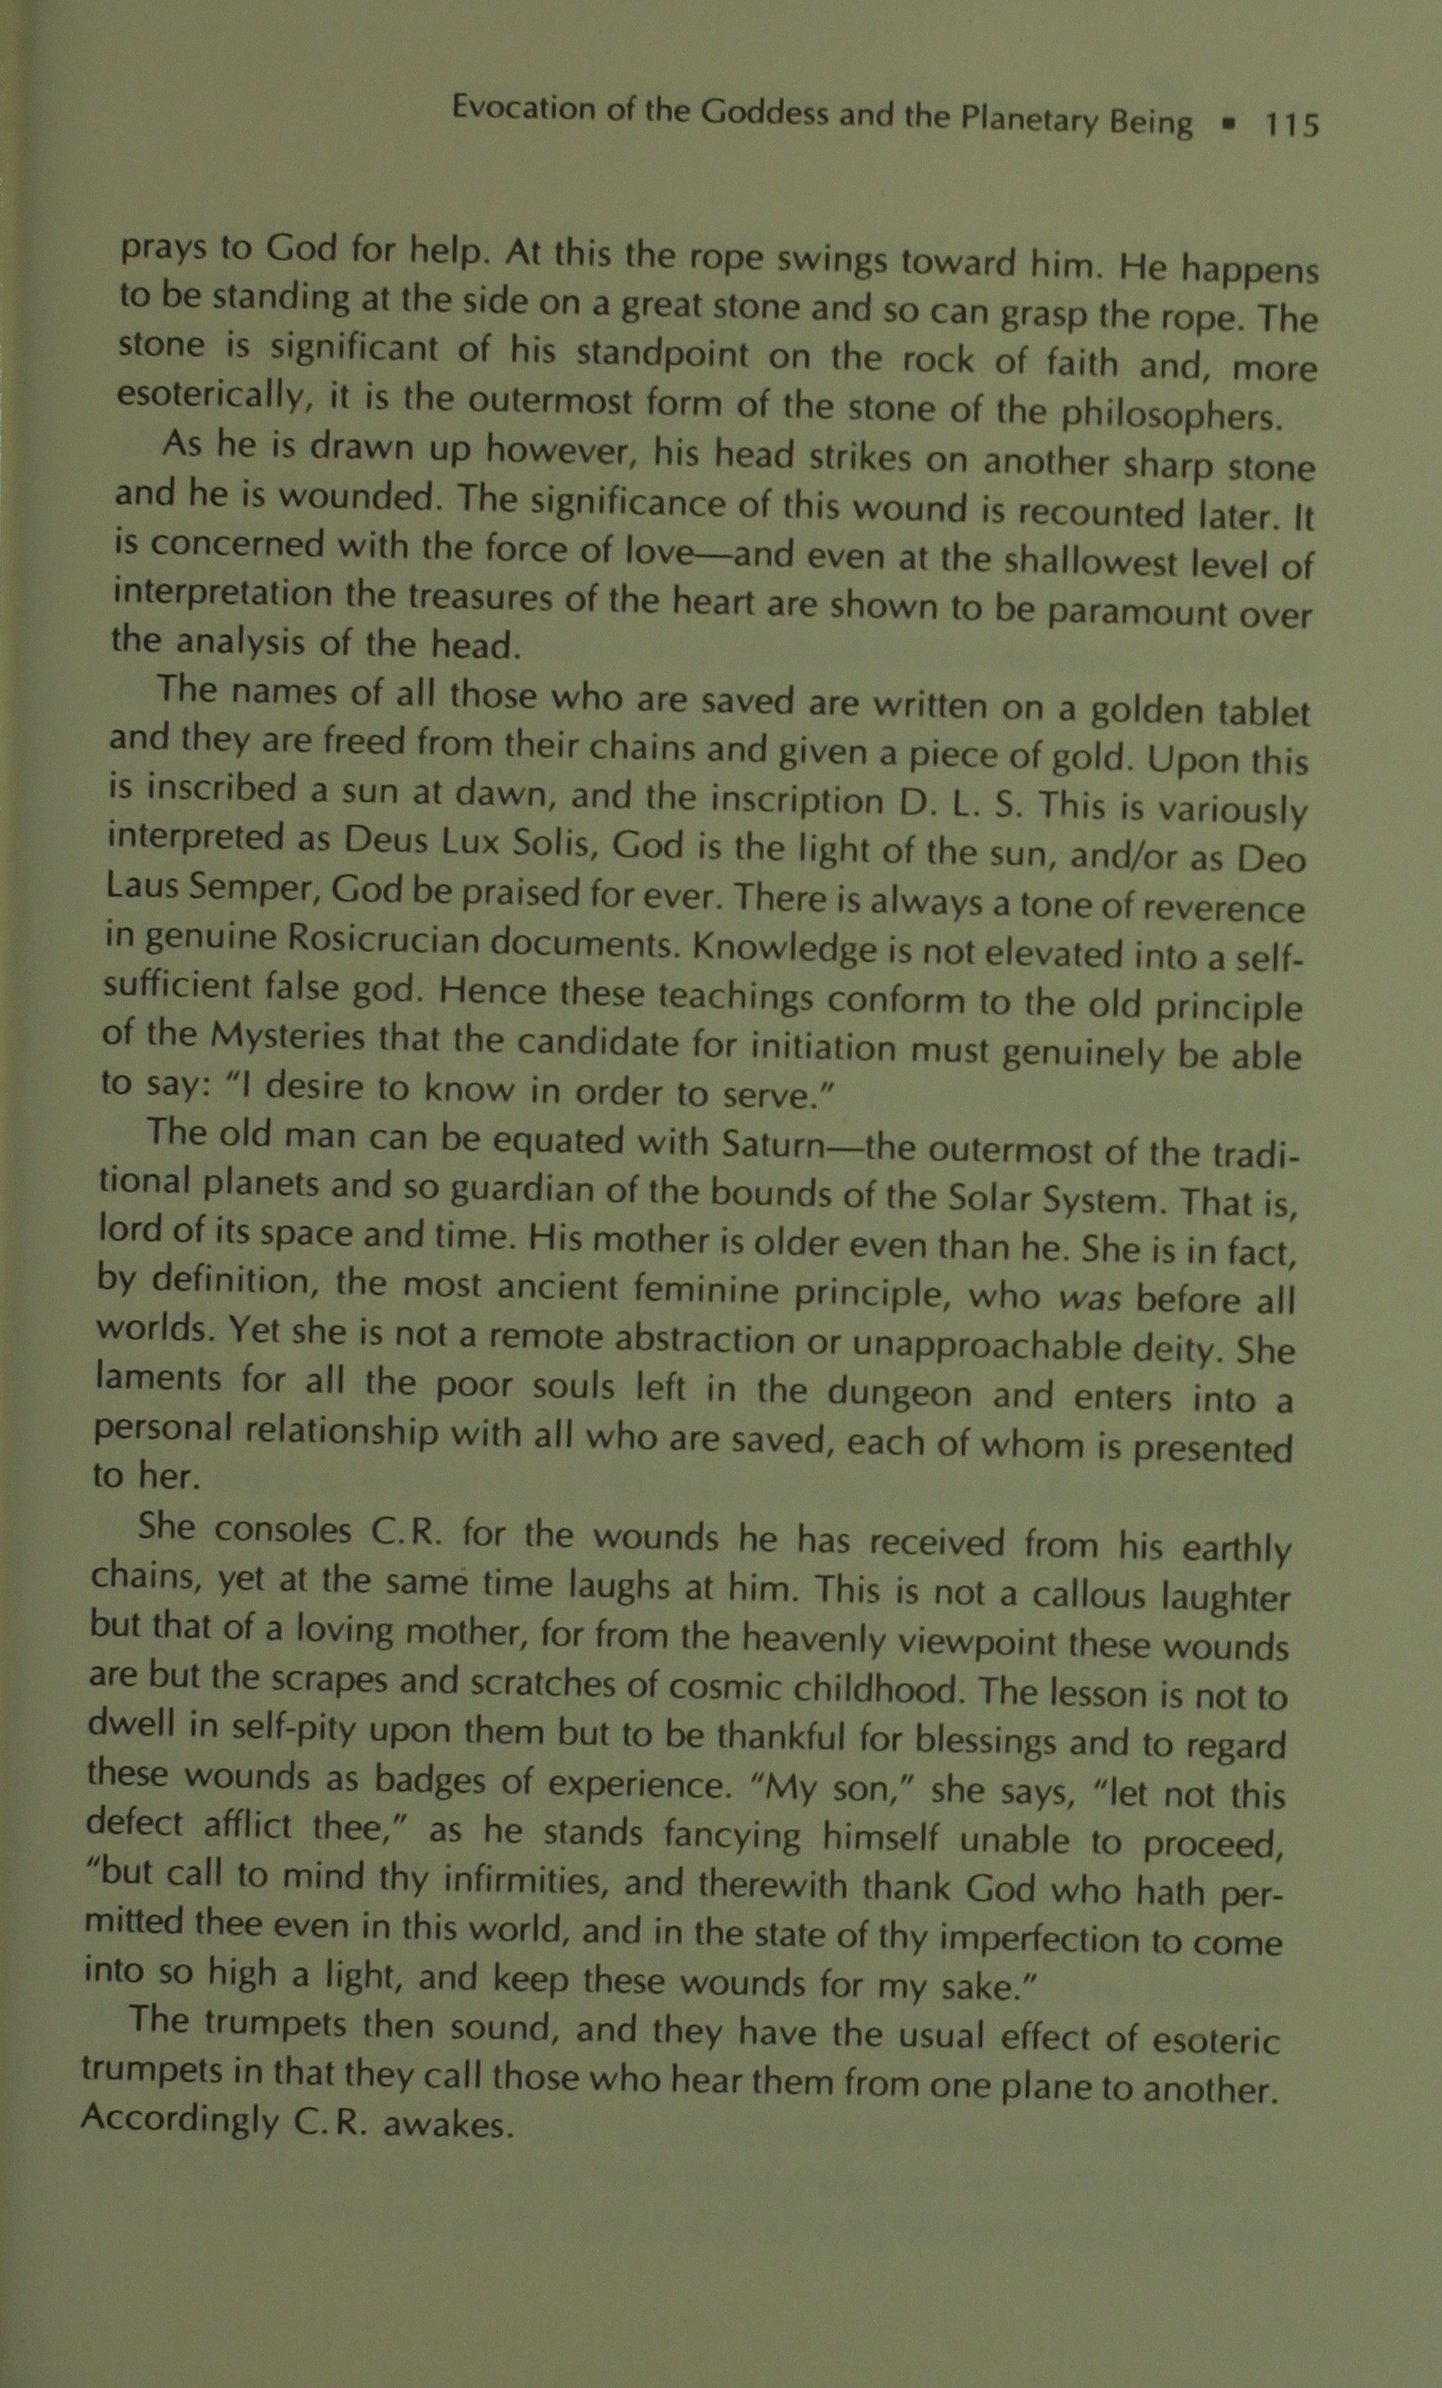 Evocation of the Goddess and the Planetary Being ▪ 115
prays to God for help. At this the rope swings toward him. He happens
to be standing at the side on a great stone and so can grasp the rope. The
stone is significant of his standpoint on the rock of faith and, more
esoterically, it is the outermost form of the stone of the philosophers.
As he is drawn up however, his head strikes on another sharp stone
and he is wounded. The significance of this wound is recounted later. It
is concerned with the force of love—and even at the shallowest level of
interpretation the treasures of the heart are shown to be paramount over
the analysis of the head.
The names of all those who are saved are written on a golden tablet
and they are freed from their chains and given a piece of gold. Upon this
is inscribed a sun at dawn, and the inscription D. L. S. This is variously
interpreted as Deus Lux Solis, God is the light of the sun, and/or as Deo
Laus Semper, God be praised for ever. There is always a tone of reverence
in genuine Rosicrucian documents. Knowledge is not elevated into a self-
sufficient false god. Hence these teachings conform to the old principle
of the Mysteries that the candidate for initiation must genuinely be able
to say: “I desire to know in order to serve.”
The old man can be equated with Saturn—the outermost of the tradi-
tional planets and so guardian of the bounds of the Solar System. That is,
lord of its space and time. His mother is older even than he. She is in fact,
by definition, the most ancient feminine principle, who was before all
worlds. Yet she is not a remote abstraction or unapproachable deity. She
laments for all the poor souls left in the dungeon and enters into a
personal relationship with all who are saved, each of whom is presented
to her.
She consoles C.R. for the wounds he has received from his earthly
chains, yet at the same time laughs at him. This is not a callous laughter
but that of a loving mother, for from the heavenly viewpoint these wounds
are but the scrapes and scratches of cosmic childhood. The lesson is not to
dwell in self-pity upon them but to be thankful for blessings and to regard
these wounds as badges of experience. “My son,” she says, “let not this
defect afflict thee,” as he stands fancying himself unable to proceed,
“but call to mind thy infirmities, and therewith thank God who hath per-
mitted thee even in this world, and in the state of thy imperfection to come
into so high a light, and keep these wounds for my sake.”
The trumpets then sound, and they have the usual effect of esoteric
trumpets in that they call those who hear them from one plane to another.
Accordingly C.R. awakes.